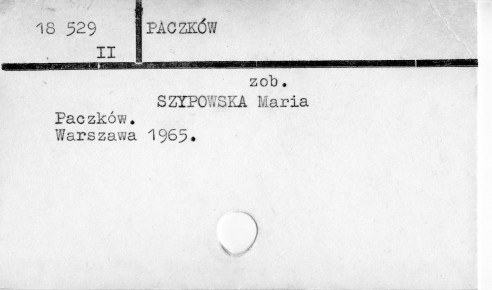 18 529 PACZKÓW
II
zob.
SZYPOWSKA Maria
Paczków.
Warszawa 1965.